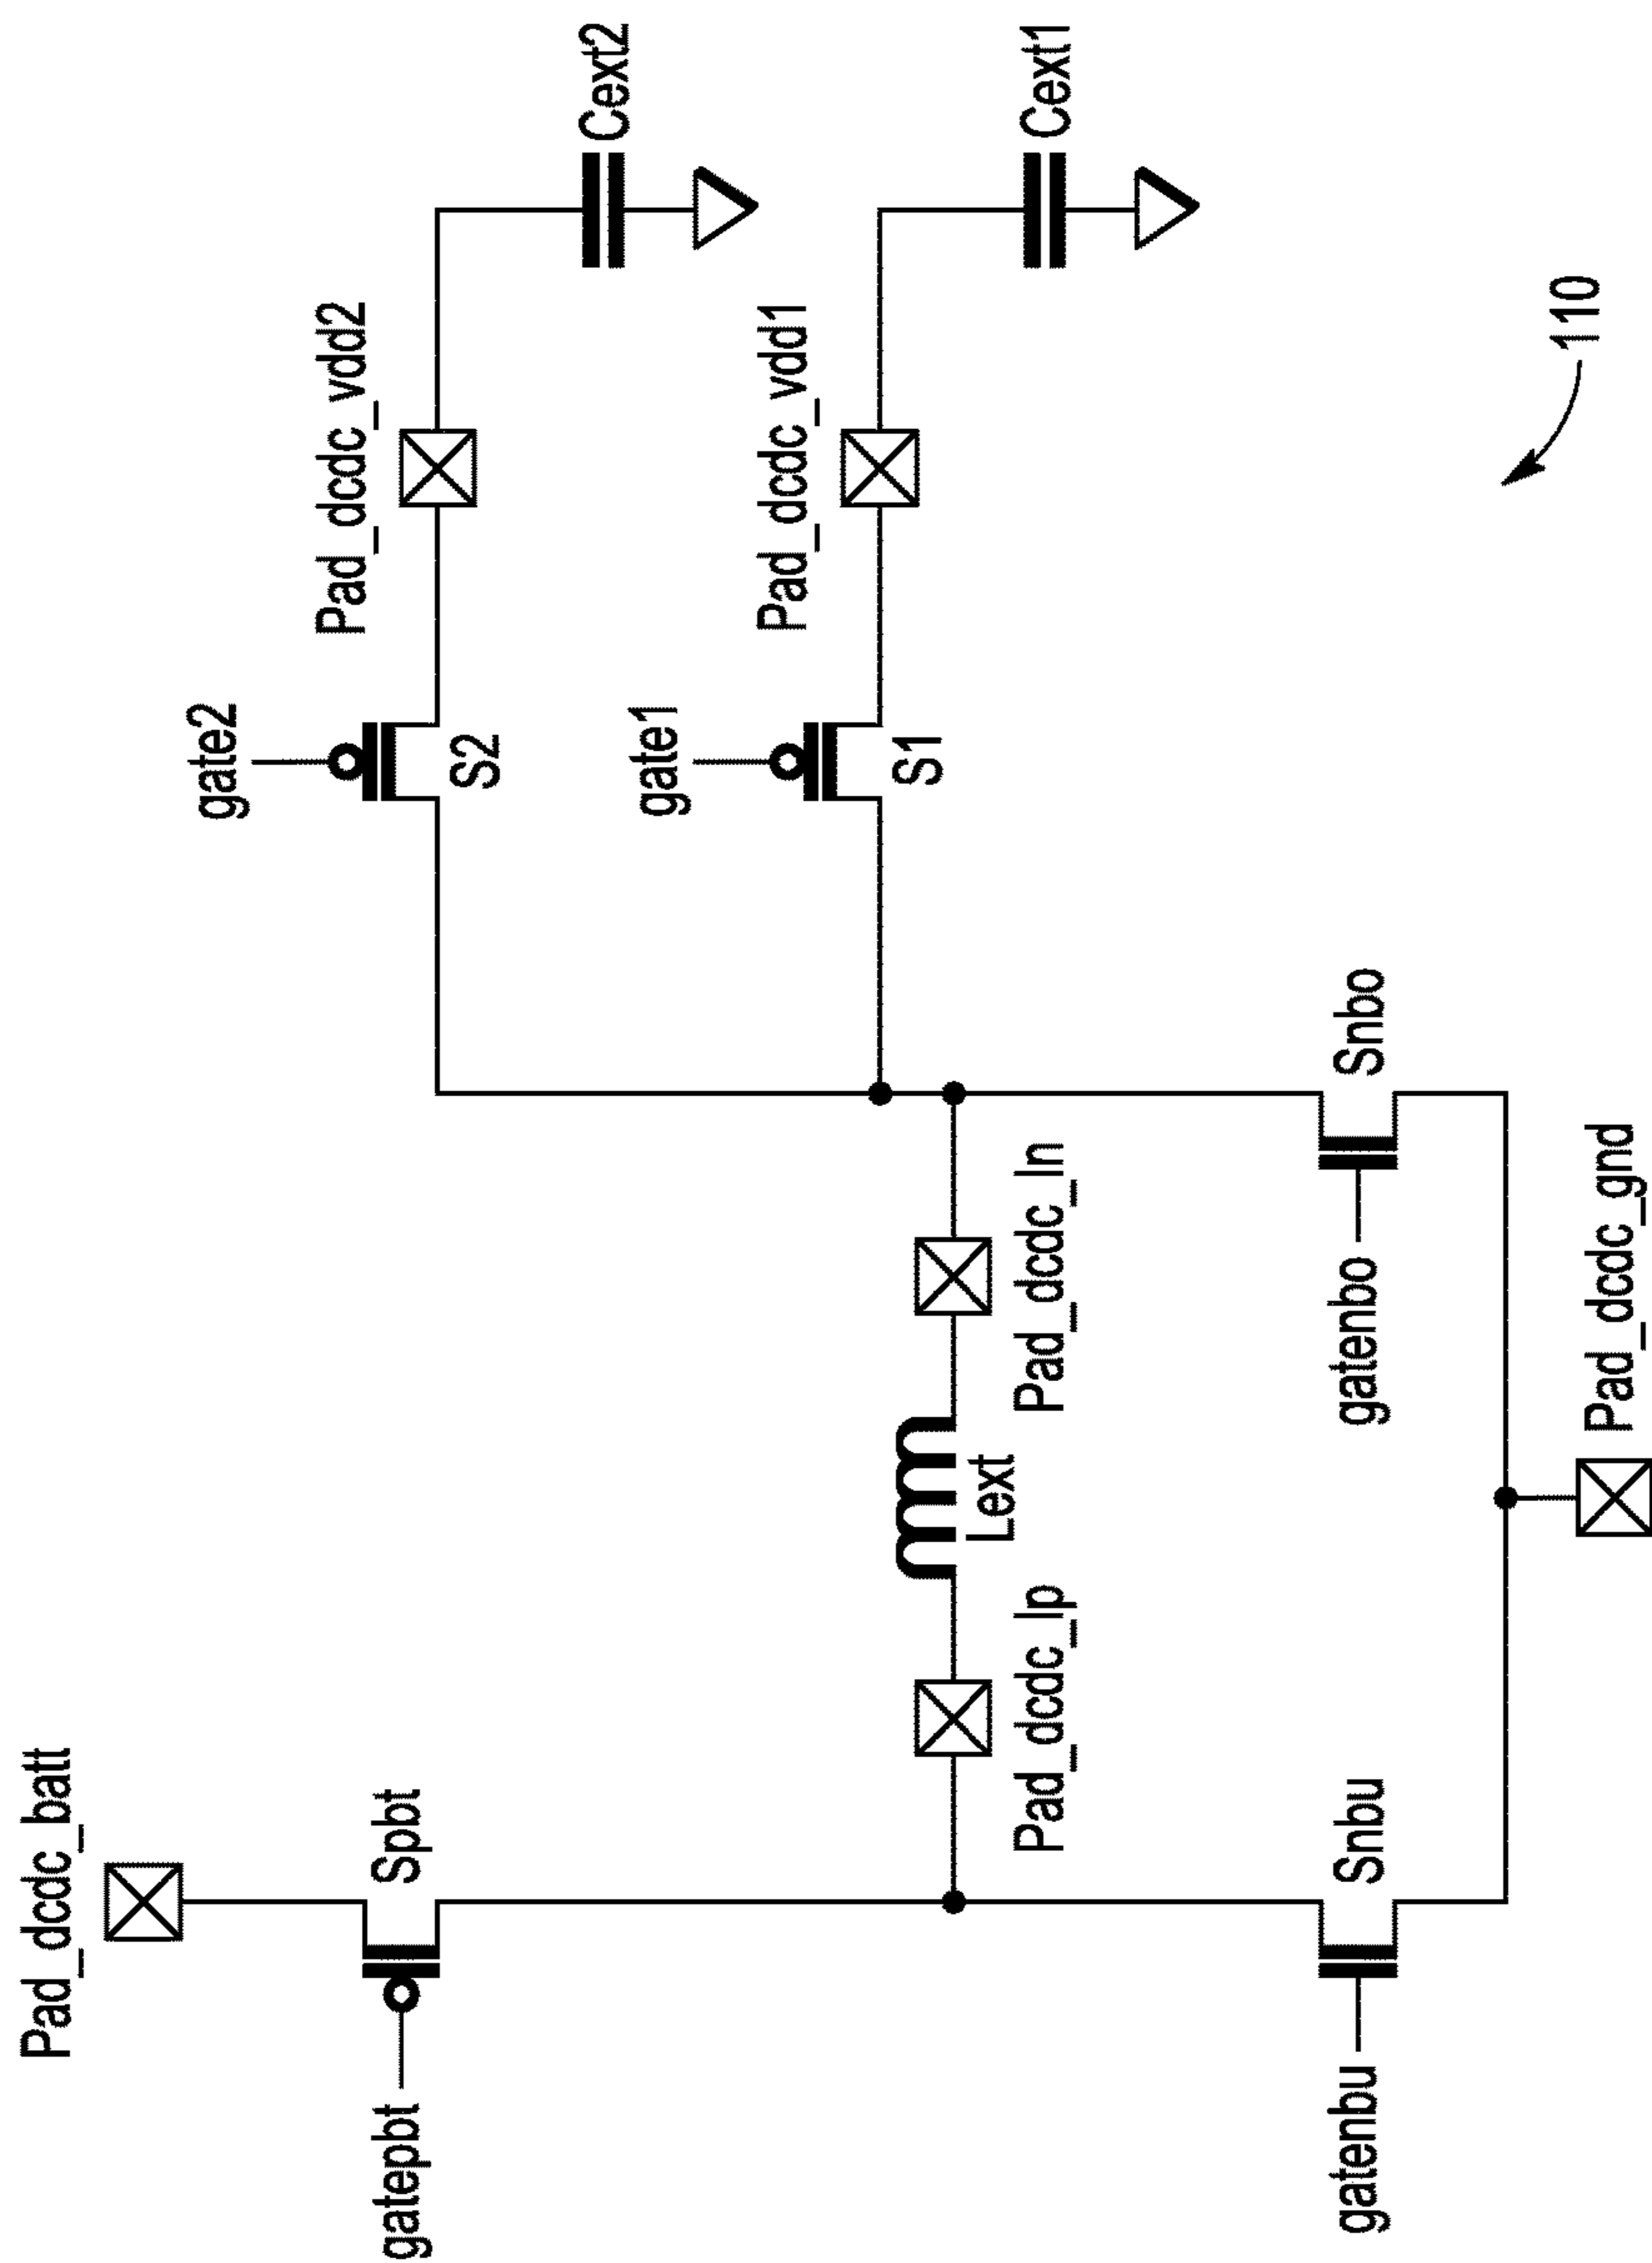 Pad_dcdc_batt
gate2
Pad_dcdc_vdd2
gatepbt
Spbt
S2
Cext2
gate1
Pad_dcdc_vdd1
S1
Lext
Pad_dcdc_lp
Pad_dcdc_ln
Cext1
gatenbu
Snbu
gatenbo
Snbo
110
Pad_dcdc_gnd